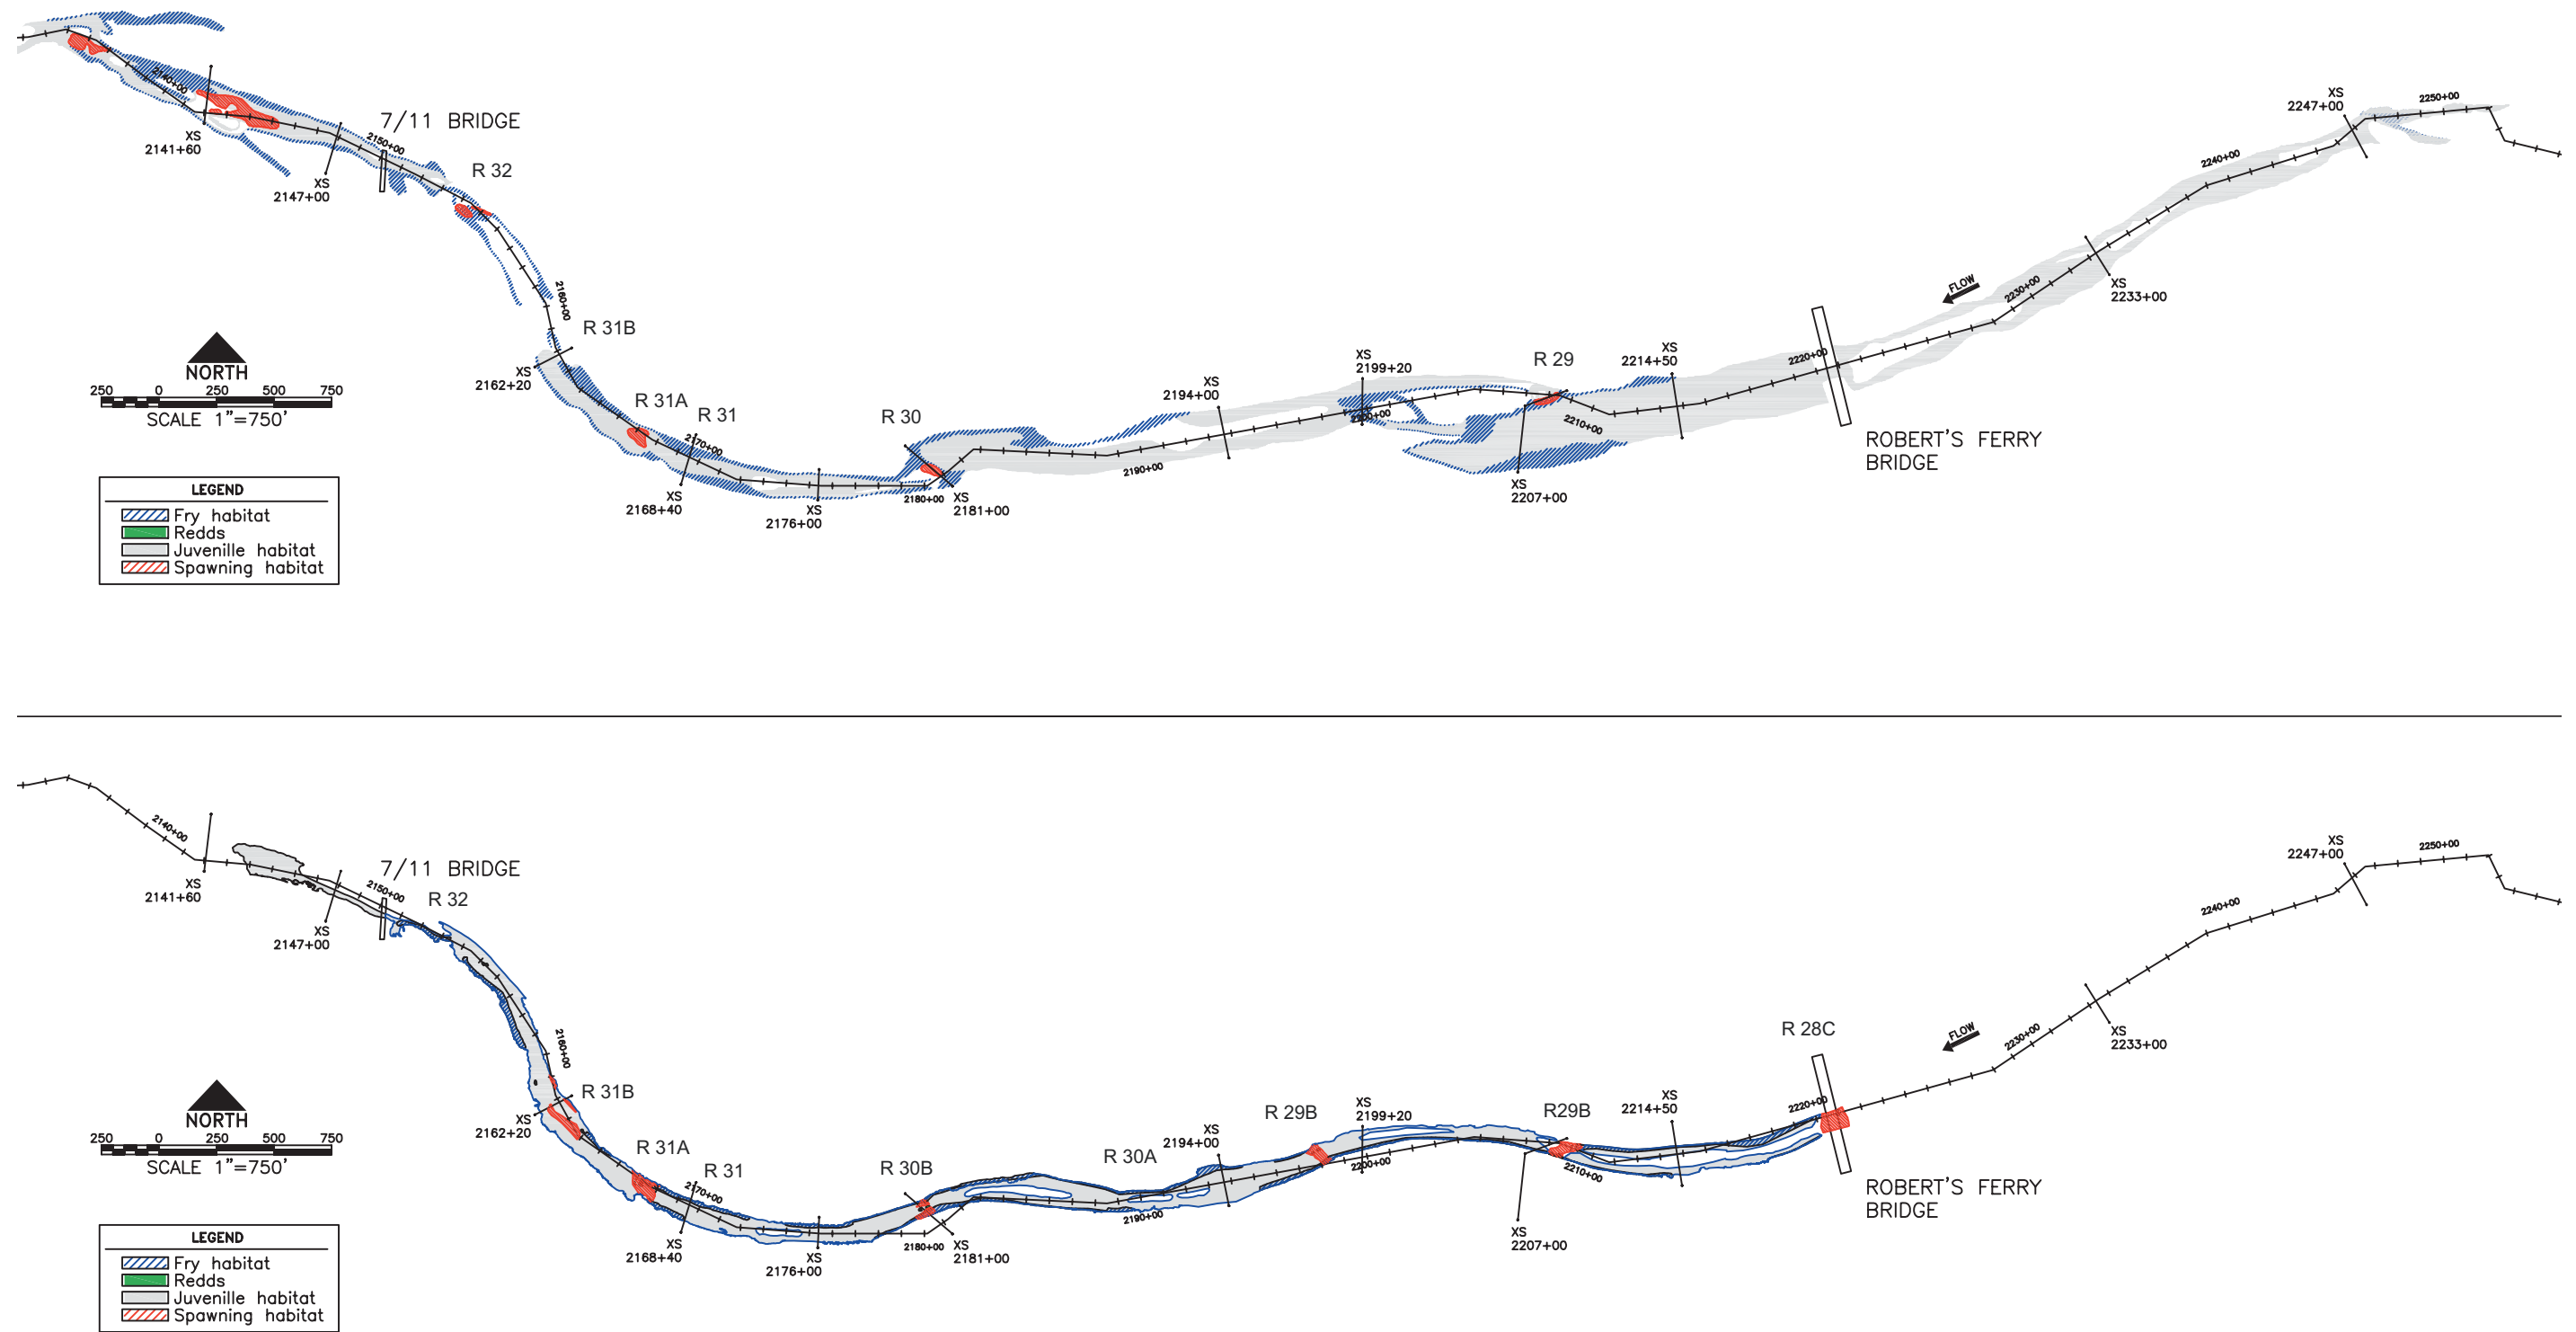 2140+00
XS
2141+60
7/11 BRIDGE
2150+00
XS
2147+00
R 32
2160+00
R 31B
XS
2162+20
R 31A
R 31
2170+00
XS
2168+40
XS
2176+00
R 30
2180+00
XS
2181+00
2190+00
XS
2194+00
XS
2199+20
2200+00
R 29
2210+00
XS
2207+00
XS
2214+50
2220+00
ROBERT'S FERRY
BRIDGE
FLOW
2230+00
XS
2233+00
2240+00
XS
2247+00
2250+00
NORTH
250 0 250 500 750
SCALE 1"=750'
LEGEND
Fry habitat
Redds
Juvenille habitat
Spawning habitat
2140+00
XS
2141+60
7/11 BRIDGE
2150+00
R 32
XS
2147+00
2160+00
R 31B
XS
2162+20
R 31A
R 31
2170+00
XS
2168+40
XS
2176+00
R 30B
2180+00
XS
2181+00
R 30A
2190+00
XS
2194+00
R 29B
XS
2199+20
2200+00
R29B
2210+00
XS
2207+00
XS
2214+50
R 28C
2220+00
ROBERT'S FERRY
BRIDGE
FLOW
2230+00
XS
2233+00
2240+00
XS
2247+00
2250+00
NORTH
250 0 250 500 750
SCALE 1"=750'
LEGEND
Fry habitat
Redds
Juvenille habitat
Spawning habitat